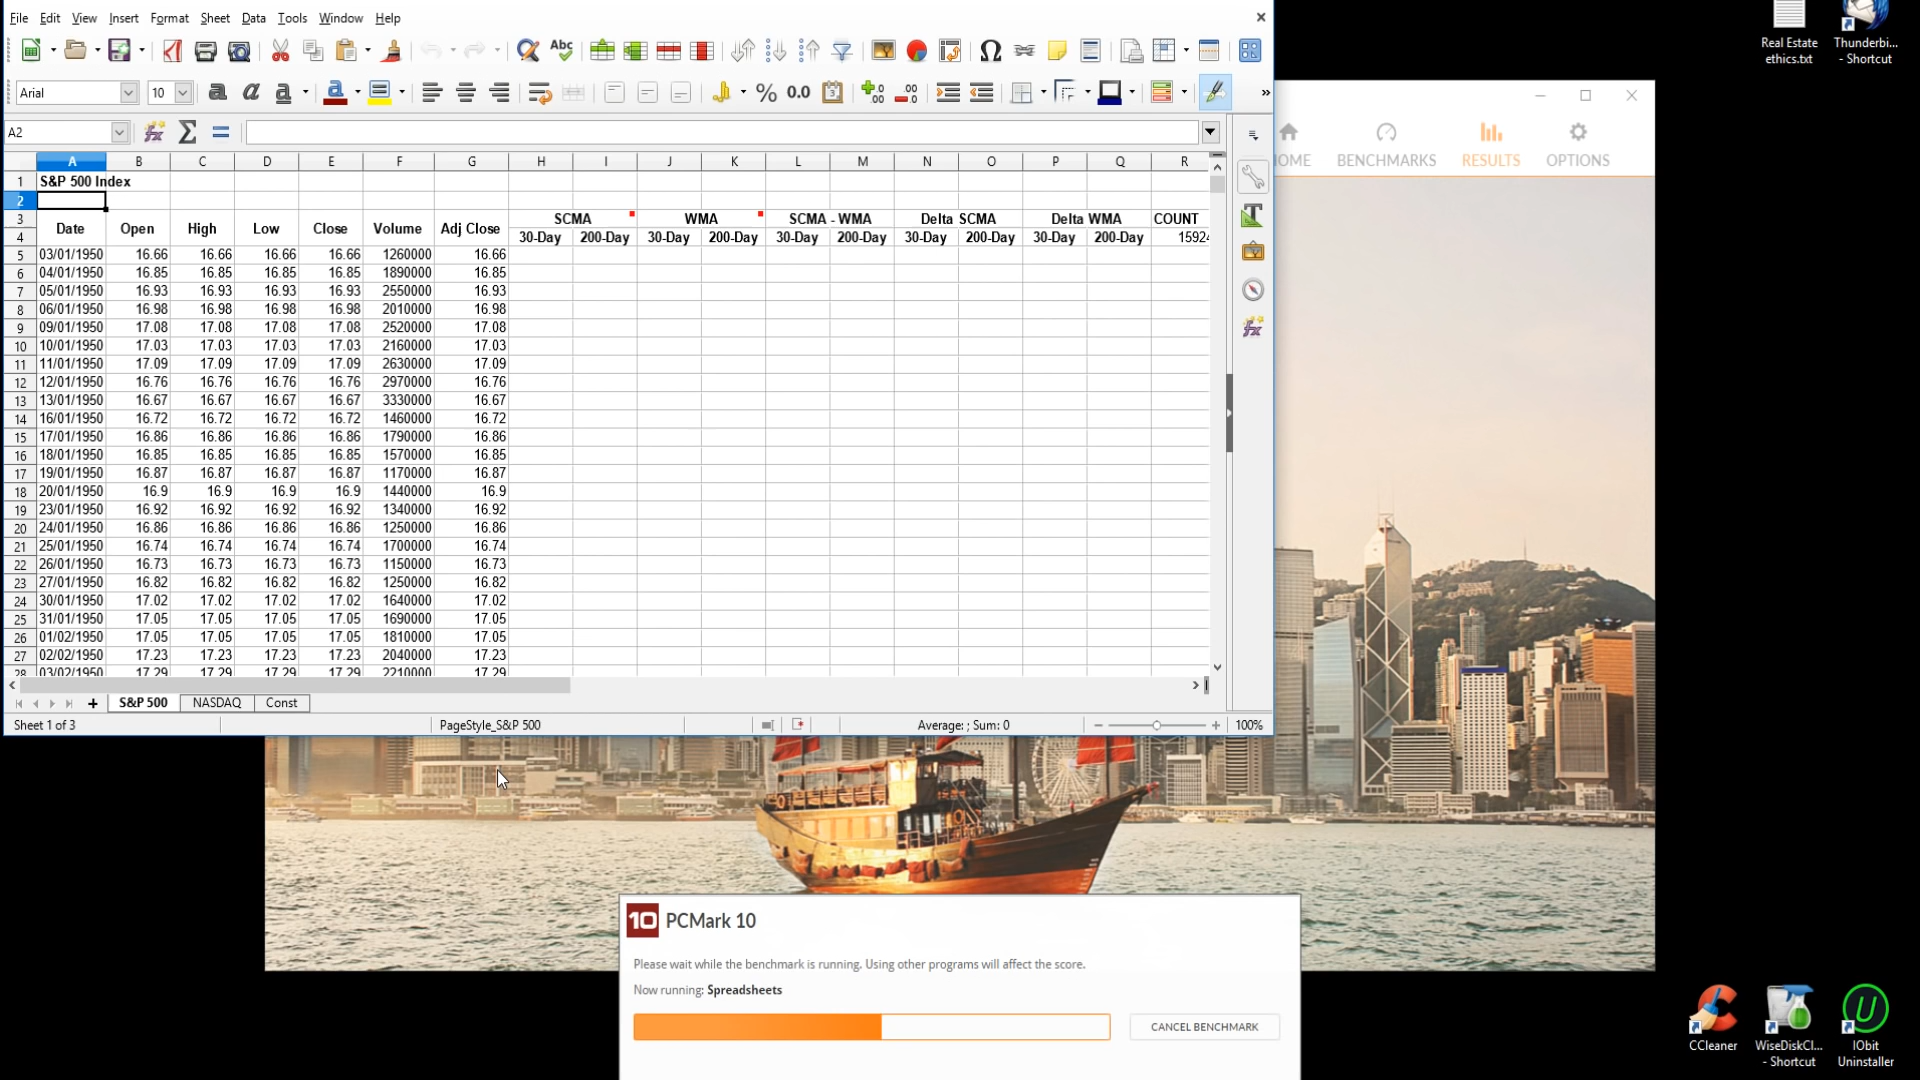 File Edit View Insert Format Sheet Data Tools Window Help
Arial 10
A2
A B C D E F G H I J K L M N O P Q R
1 S&P 500 Index
2
3 SCMA WMA SCMA - WMA Delta SCMA Delta WMA COUNT
Date Open High Low Close Volume Adj Close
4 30-Day 200-Day 30-Day 200-Day 30-Day 200-Day 30-Day 200-Day 30-Day 200-Day 15924
5 03/01/1950 16.66 16.66 16.66 16.66 1260000 16.66
6 04/01/1950 16.85 16.85 16.85 16.85 1890000 16.85
7 05/01/1950 16.93 16.93 16.93 16.93 2550000 16.93
8 06/01/1950 16.98 16.98 16.98 16.98 2010000 16.98
9 09/01/1950 17.08 17.08 17.08 17.08 2520000 17.08
10 10/01/1950 17.03 17.03 17.03 17.03 2160000 17.03
11 11/01/1950 17.09 17.09 17.09 17.09 2630000 17.09
12 12/01/1950 16.76 16.76 16.76 16.76 2970000 16.76
13 13/01/1950 16.67 16.67 16.67 16.67 3330000 16.67
14 16/01/1950 16.72 16.72 16.72 16.72 1460000 16.72
15 17/01/1950 16.86 16.86 16.86 16.86 1790000 16.86
16 18/01/1950 16.85 16.85 16.85 16.85 1570000 16.85
17 19/01/1950 16.87 16.87 16.87 16.87 1170000 16.87
18 20/01/1950 16.9 16.9 16.9 16.9 1440000 16.9
19 23/01/1950 16.92 16.92 16.92 16.92 1340000 16.92
20 24/01/1950 16.86 16.86 16.86 16.86 1250000 16.86
21 25/01/1950 16.74 16.74 16.74 16.74 1700000 16.74
22 26/01/1950 16.73 16.73 16.73 16.73 1150000 16.73
23 27/01/1950 16.82 16.82 16.82 16.82 1250000 16.82
24 30/01/1950 17.02 17.02 17.02 17.02 1640000 17.02
25 31/01/1950 17.05 17.05 17.05 17.05 1690000 17.05
26 01/02/1950 17.05 17.05 17.05 17.05 1810000 17.05
27 02/02/1950 17.23 17.23 17.23 17.23 2040000 17.23
28 03/02/1950 17.29 17.29 17.29 17.29 2210000 17.29
S&P 500 NASDAQ Const
Sheet 1 of 3 PageStyle_S&P 500 Average: ; Sum: 0 100%
OME BENCHMARKS RESULTS OPTIONS
Real Estate
ethics.txt
Thunderbi...
- Shortcut
10 PCMark 10
Please wait while the benchmark is running. Using other programs will affect the score.
Now running: Spreadsheets
CANCEL BENCHMARK
CCleaner
WiseDiskCl...
- Shortcut
IObit
Uninstaller